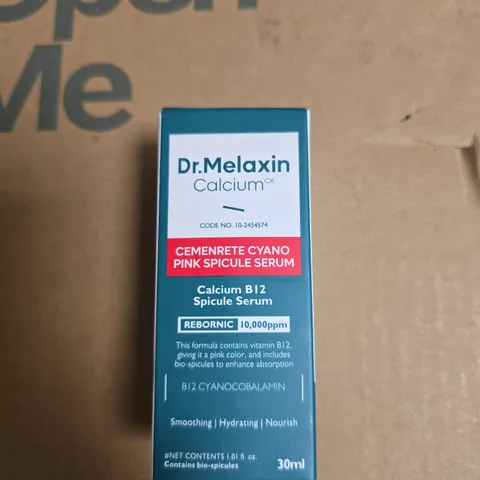 Open
Me
Dr.Melaxin
Calcium CX
CODE NO. 10-2454574
CEMENRETE CYANO
PINK SPICULE SERUM
Calcium B12
Spicule Serum
REBORNIC 10,000ppm
This formula contains vitamin B12,
giving it a pink color, and includes
bio-spicules to enhance absorption
B12 CYANOCOBALAMIN
Smoothing | Hydrating | Nourish
#NET CONTENTS 1.01 fl. oz.
Contains bio-spicules
30ml